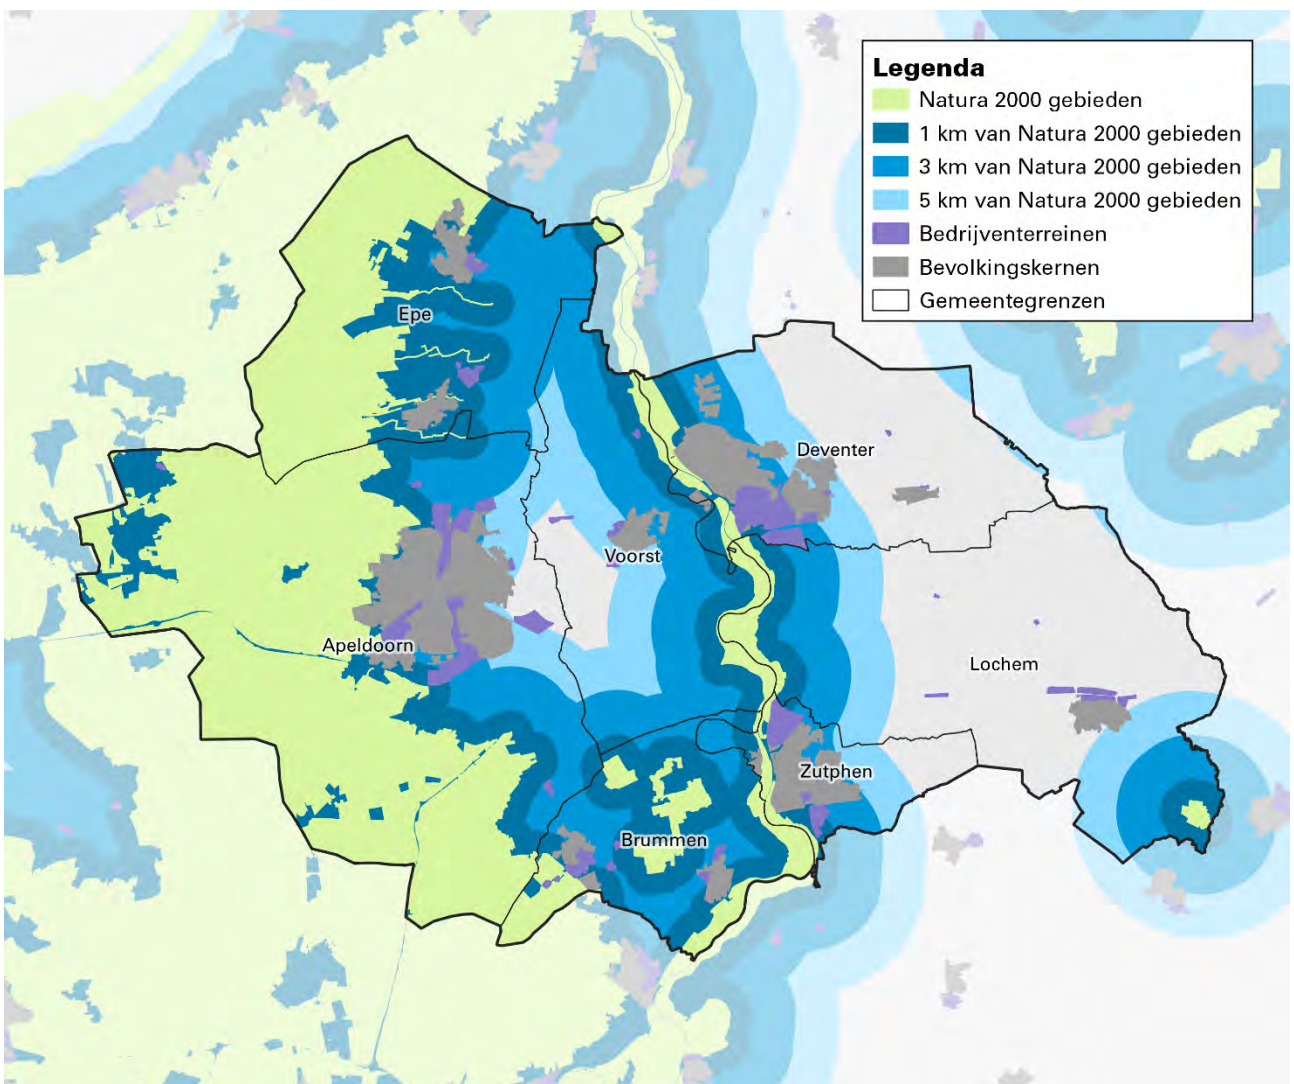 Legenda
Natura 2000 gebieden
1 km van Natura 2000 gebieden
3 km van Natura 2000 gebieden
5 km van Natura 2000 gebieden
Bedrijventerreinen
Bevolkingskernen
Gemeentegrenzen
Epe
Deventer
Voorst
Apeldoorn
Lochem
Zutphen
Brummen